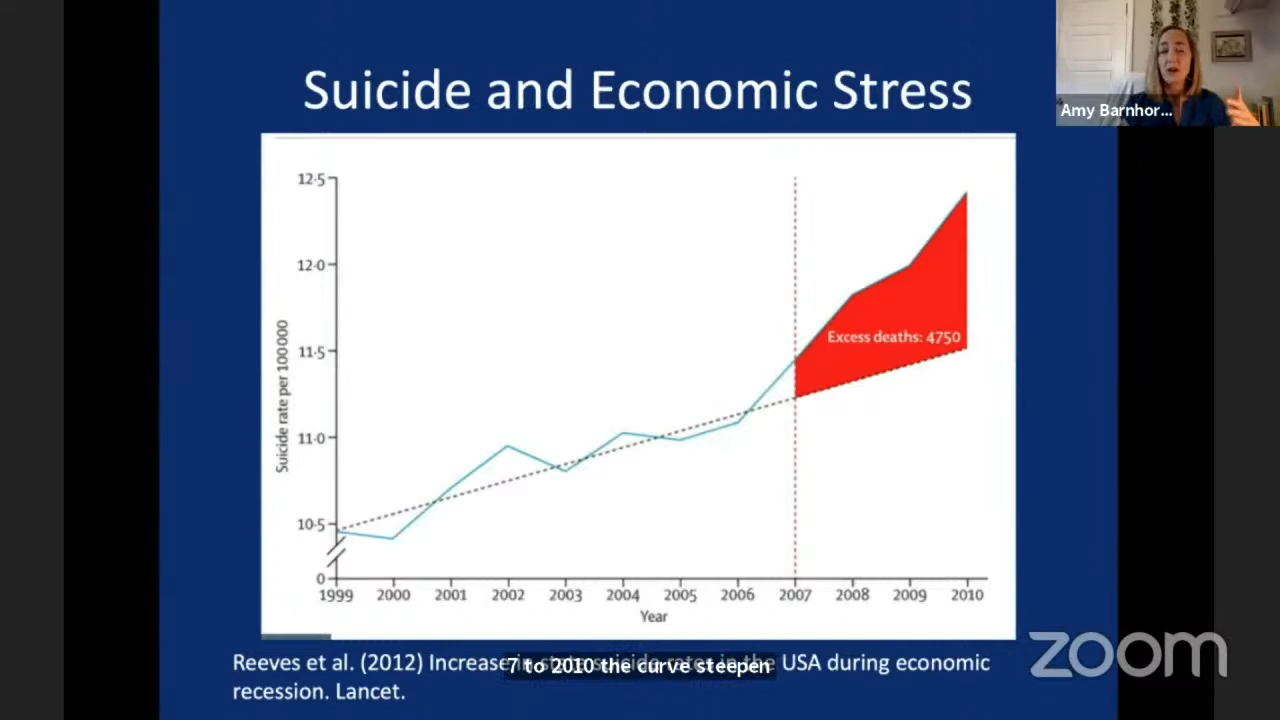 Suicide and Economic Stress
Amy Barnhor...
12·5
12·0
11·5
11·0
10·5
0
Suicide rate per 100 000
Excess deaths: 4750
1999 2000 2001 2002 2003 2004 2005 2006 2007 2008 2009 2010
Year
Reeves et al. (2012) Increase in state suicide rates in the USA during economic
recession. Lancet.
7 to 2010 the curve steepen
zoom